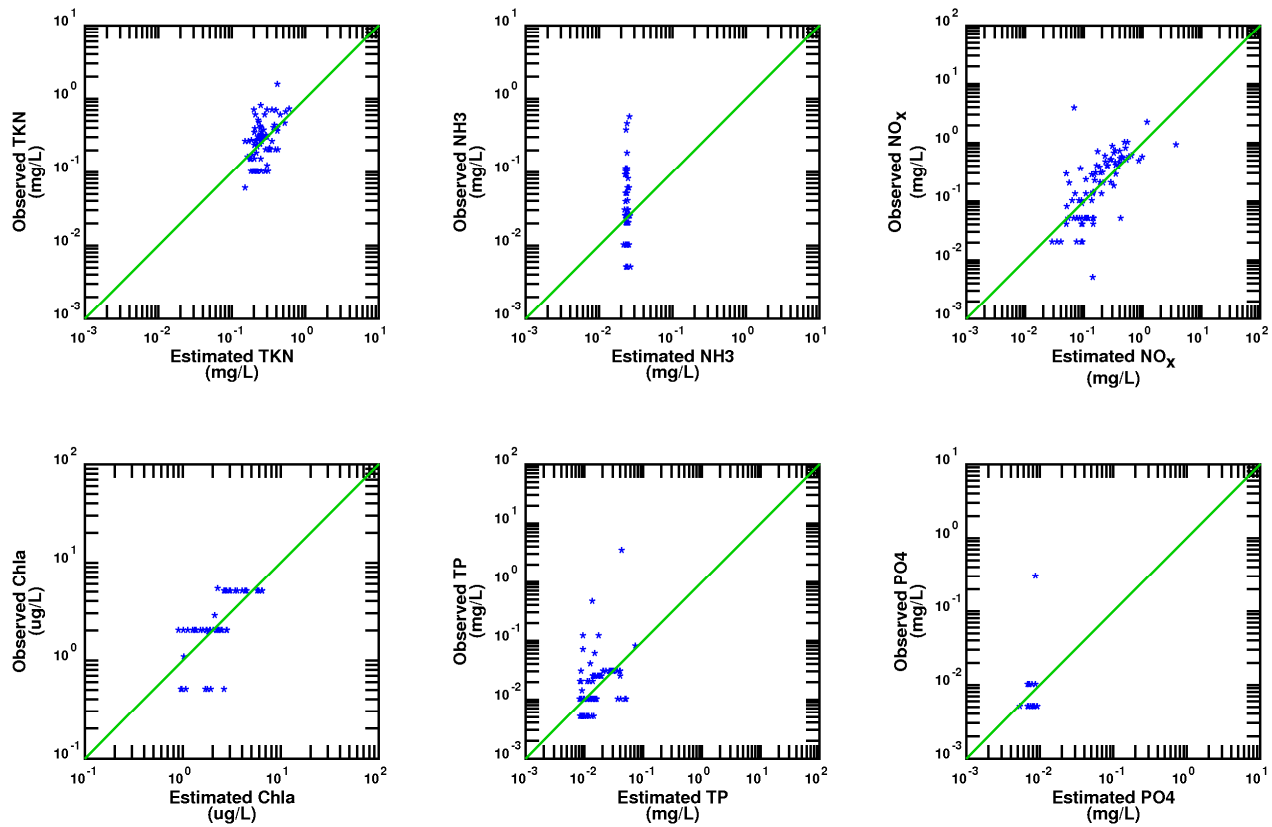 10^1
10^0
10^-1
10^-2
10^-3
Observed TKN
(mg/L)
10^-3 10^-2 10^-1 10^0 10^1
Estimated TKN
(mg/L)
10^1
10^0
10^-1
10^-2
10^-3
Observed NH3
(mg/L)
10^-3 10^-2 10^-1 10^0 10^1
Estimated NH3
(mg/L)
10^2
10^1
10^0
10^-1
10^-2
10^-3
Observed NOx
(mg/L)
10^-3 10^-2 10^-1 10^0 10^1 10^2
Estimated NOx
(mg/L)
10^2
10^1
10^0
10^-1
Observed Chla
(ug/L)
10^-1 10^0 10^1 10^2
Estimated Chla
(ug/L)
10^2
10^1
10^0
10^-1
10^-2
10^-3
Observed TP
(mg/L)
10^-3 10^-2 10^-1 10^0 10^1 10^2
Estimated TP
(mg/L)
10^1
10^0
10^-1
10^-2
10^-3
Observed PO4
(mg/L)
10^-3 10^-2 10^-1 10^0 10^1
Estimated PO4
(mg/L)